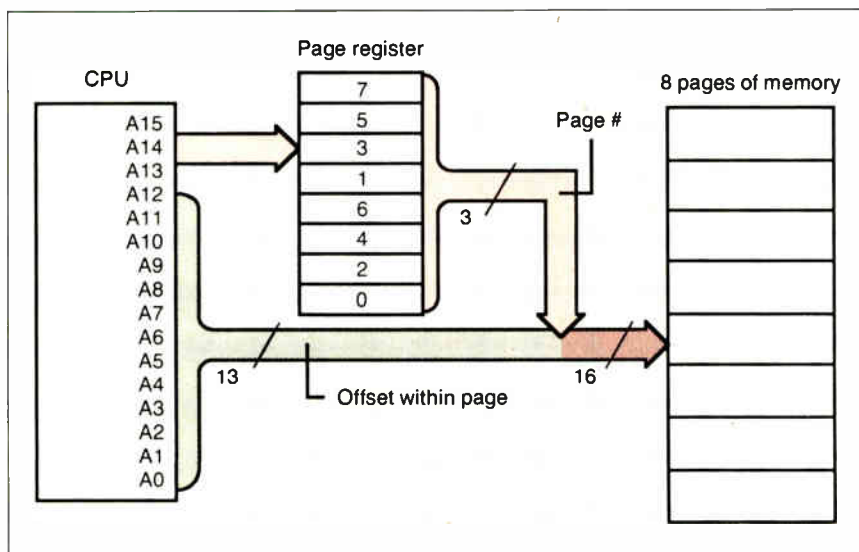 Page register
CPU
8 pages of memory
A15
A14
A13
A12
A11
A10
A9
A8
A7
A6
A5
A4
A3
A2
A1
A0
7
5
3
1
6
4
2
0
Page #
3
13
16
Offset within page